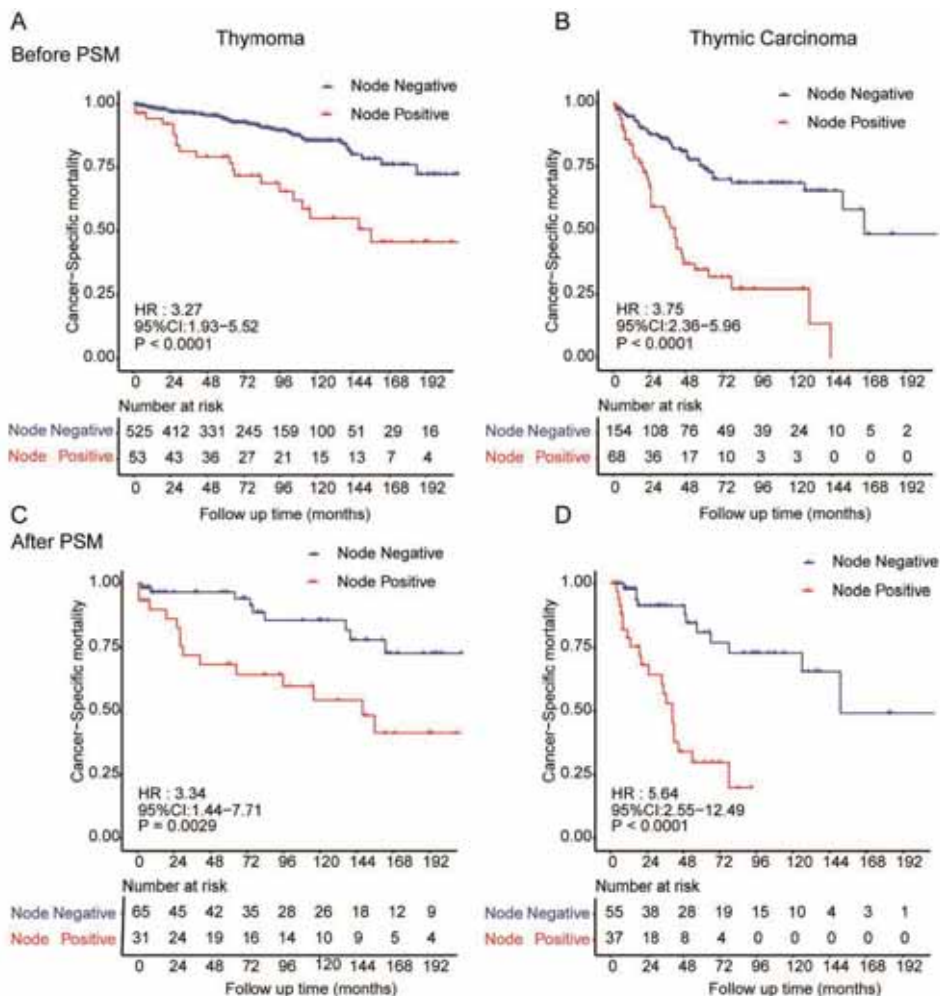 A
Thymoma
B
Thymic Carcinoma
Before PSM
Node Negative
Node Positive
Cancer-Specific mortality
1.00
0.75
0.50
0.25
0.00
HR : 3.27
95%CI:1.93-5.52
P < 0.0001
0 24 48 72 96 120 144 168 192
Number at risk
Node Negative 525 412 331 245 159 100 51 29 16
Node Positive 53 43 36 27 21 15 13 7 4
0 24 48 72 96 120 144 168 192
Follow up time (months)
Node Negative
Node Positive
Cancer-Specific mortality
1.00
0.75
0.50
0.25
0.00
HR : 3.75
95%CI:2.36-5.96
P < 0.0001
0 24 48 72 96 120 144 168 192
Number at risk
Node Negative 154 108 76 49 39 24 10 5 2
Node Positive 68 36 17 10 3 3 0 0 0
0 24 48 72 96 120 144 168 192
Follow up time (months)
C
After PSM
Node Negative
Node Positive
Cancer-Specific mortality
1.00
0.75
0.50
0.25
0.00
HR : 3.34
95%CI:1.44-7.71
P = 0.0029
0 24 48 72 96 120 144 168 192
Number at risk
Node Negative 65 45 42 35 28 26 18 12 9
Node Positive 31 24 19 16 14 10 9 5 4
0 24 48 72 96 120 144 168 192
Follow up time (months)
D
Node Negative
Node Positive
Cancer-Specific mortality
1.00
0.75
0.50
0.25
0.00
HR : 5.64
95%CI:2.55-12.49
P < 0.0001
0 24 48 72 96 120 144 168 192
Number at risk
Node Negative 55 38 28 19 15 10 4 3 1
Node Positive 37 18 8 4 0 0 0 0 0
0 24 48 72 96 120 144 168 192
Follow up time (months)